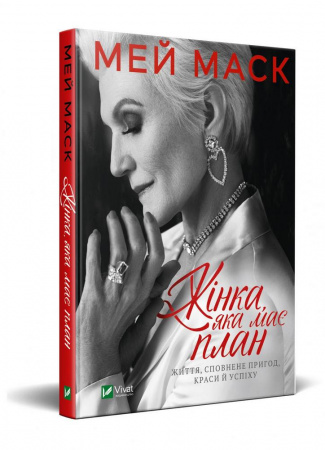 МЕЙ МАСК
Жінка,
яка має
план
ЖИТТЯ, СПОВНЕНЕ ПРИГОД,
КРАСИ Й УСПІХУ
МЕЙ МАСК
Жінка, яка має план
Vivat